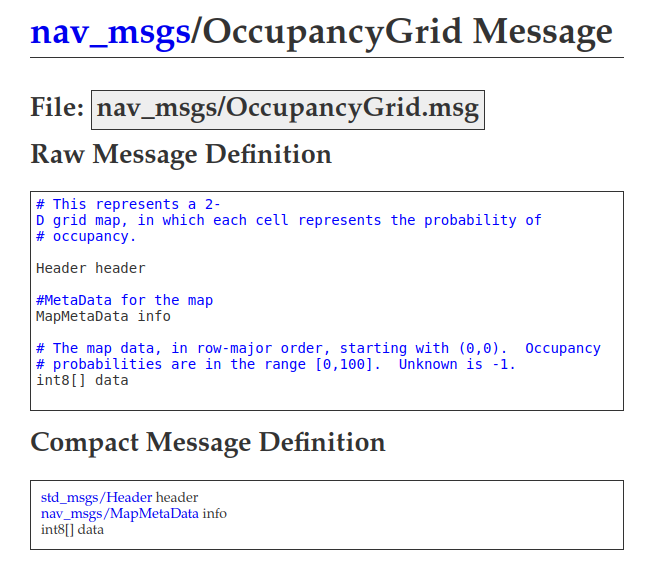 nav_msgs/OccupancyGrid Message
File: nav_msgs/OccupancyGrid.msg
Raw Message Definition
# This represents a 2-
D grid map, in which each cell represents the probability of
# occupancy.
Header header
#MetaData for the map
MapMetaData info
# The map data, in row-major order, starting with (0,0).  Occupancy
# probabilities are in the range [0,100].  Unknown is -1.
int8[] data
Compact Message Definition
std_msgs/Header header
nav_msgs/MapMetaData info
int8[] data